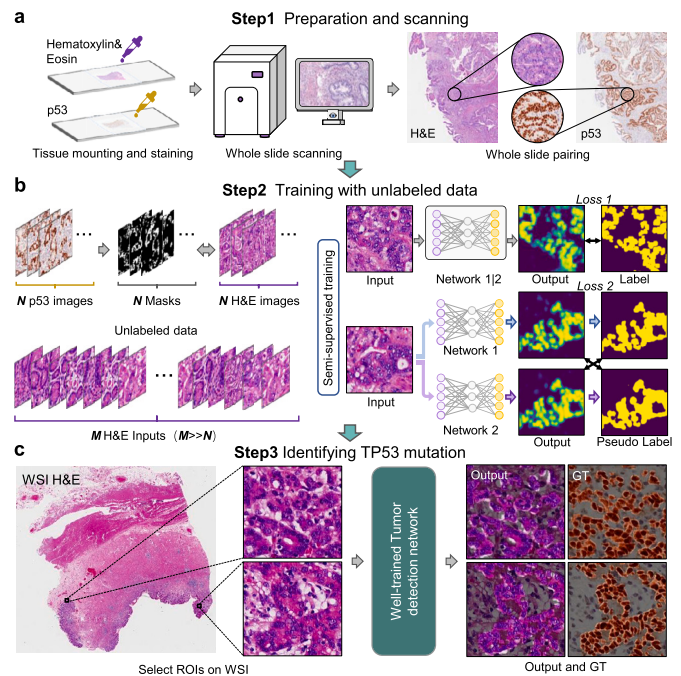 a
Step1 Preparation and scanning
Hematoxylin&
Eosin
p53
Tissue mounting and staining
Whole slide scanning
H&E
p53
Whole slide pairing
b
Step2 Training with unlabeled data
N p53 images
N Masks
N H&E images
Unlabeled data
M H&E Inputs (M>>N)
Semi-supervised training
Input
Network 1|2
Loss 1
Output
Label
Loss 2
Input
Network 1
Network 2
Output
Pseudo Label
c
Step3 Identifying TP53 mutation
WSI H&E
Select ROIs on WSI
Well-trained Tumor
detection network
Output
GT
Output and GT